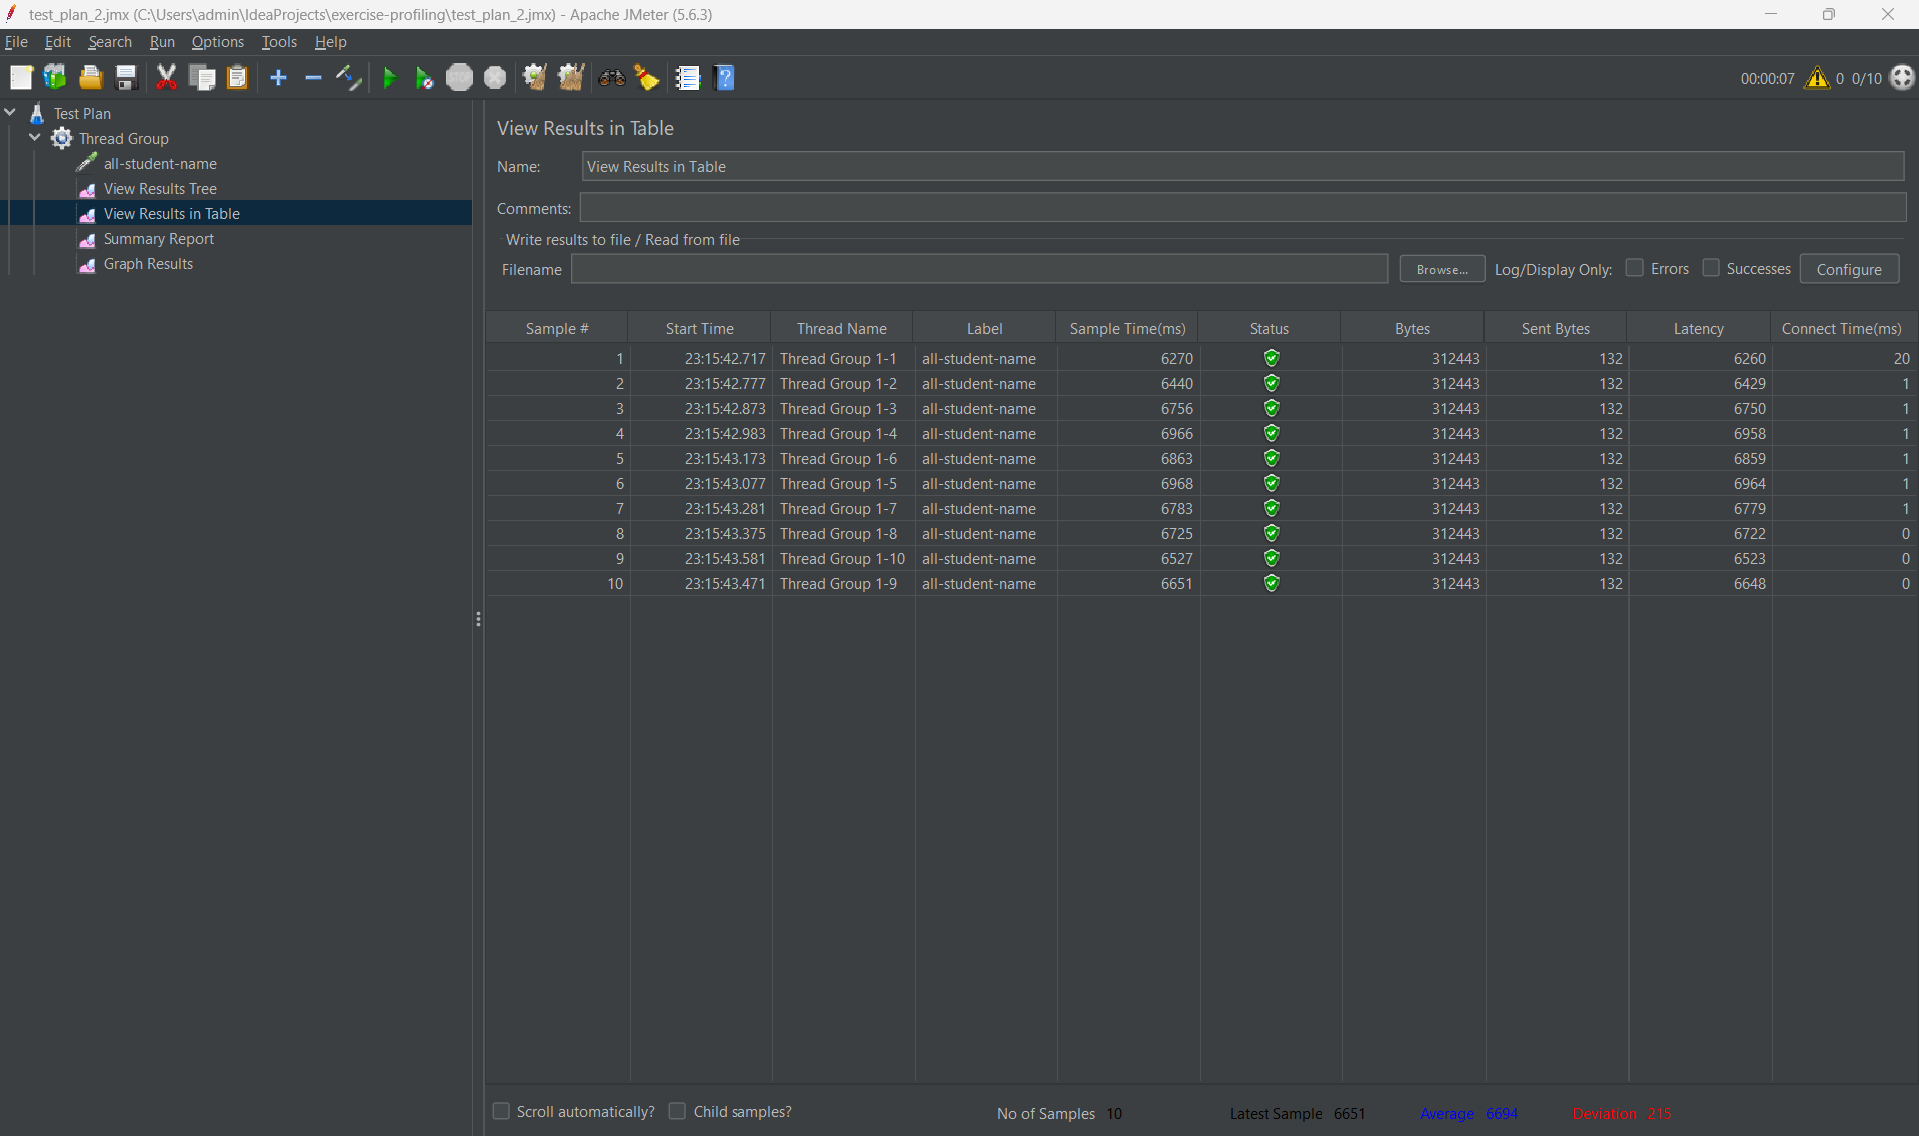 test_plan_2.jmx (C:\Users\admin\IdeaProjects\exercise-profiling\test_plan_2.jmx) - Apache JMeter (5.6.3)
File Edit Search Run Options Tools Help
STOP 00:00:07 0 0/10
Test Plan
Thread Group
all-student-name
View Results Tree
View Results in Table
Summary Report
Graph Results
View Results in Table
Name: View Results in Table
Comments:
Write results to file / Read from file
Filename Browse... Log/Display Only: Errors Successes Configure
Sample # Start Time Thread Name Label Sample Time(ms) Status Bytes Sent Bytes Latency Connect Time(ms)
1 23:15:42.717 Thread Group 1-1 all-student-name 6270 312443 132 6260 20
2 23:15:42.777 Thread Group 1-2 all-student-name 6440 312443 132 6429 1
3 23:15:42.873 Thread Group 1-3 all-student-name 6756 312443 132 6750 1
4 23:15:42.983 Thread Group 1-4 all-student-name 6966 312443 132 6958 1
5 23:15:43.173 Thread Group 1-6 all-student-name 6863 312443 132 6859 1
6 23:15:43.077 Thread Group 1-5 all-student-name 6968 312443 132 6964 1
7 23:15:43.281 Thread Group 1-7 all-student-name 6783 312443 132 6779 1
8 23:15:43.375 Thread Group 1-8 all-student-name 6725 312443 132 6722 0
9 23:15:43.581 Thread Group 1-10 all-student-name 6527 312443 132 6523 0
10 23:15:43.471 Thread Group 1-9 all-student-name 6651 312443 132 6648 0
Scroll automatically? Child samples? No of Samples 10 Latest Sample 6651 Average 6694 Deviation 215